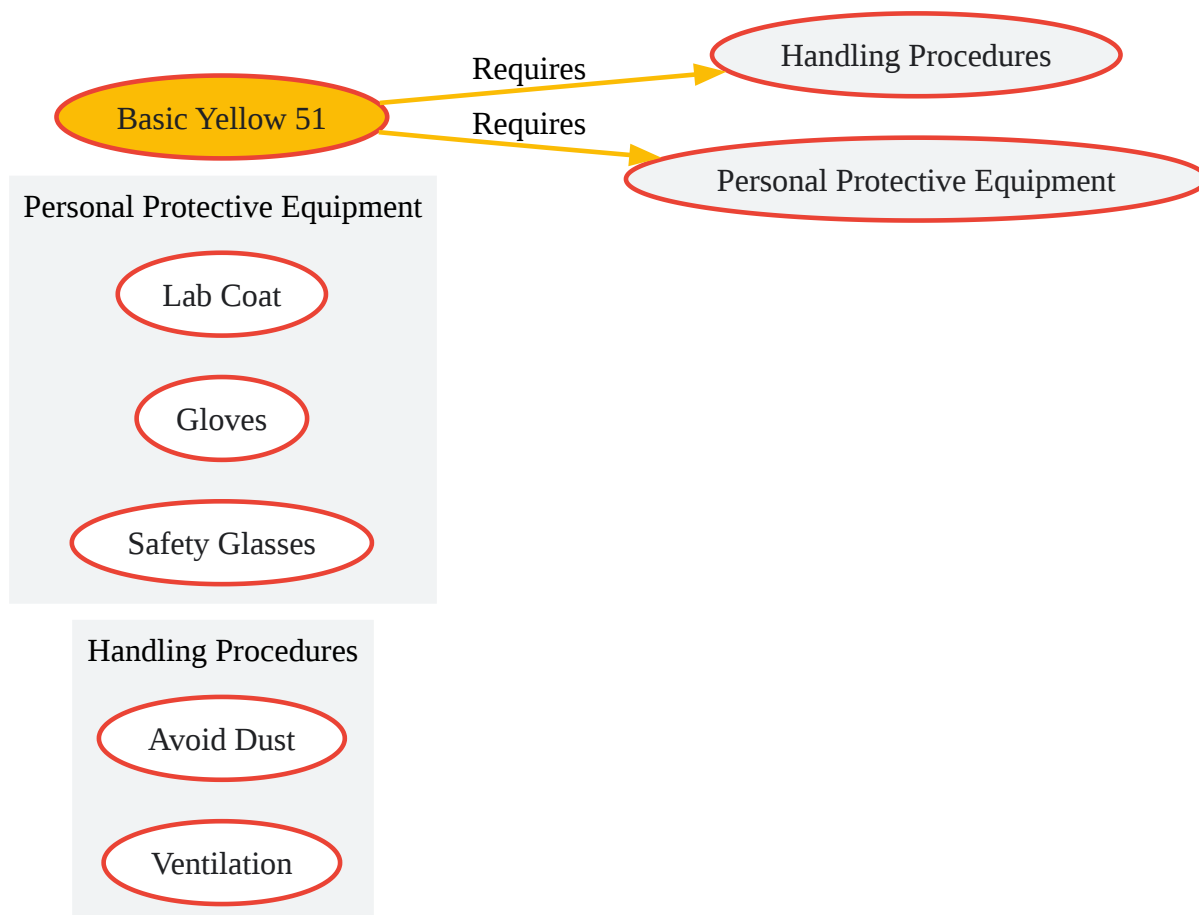 Handling Procedures
Requires
Basic Yellow 51
Requires
Personal Protective Equipment
Personal Protective Equipment
Lab Coat
Gloves
Safety Glasses
Handling Procedures
Avoid Dust
Ventilation